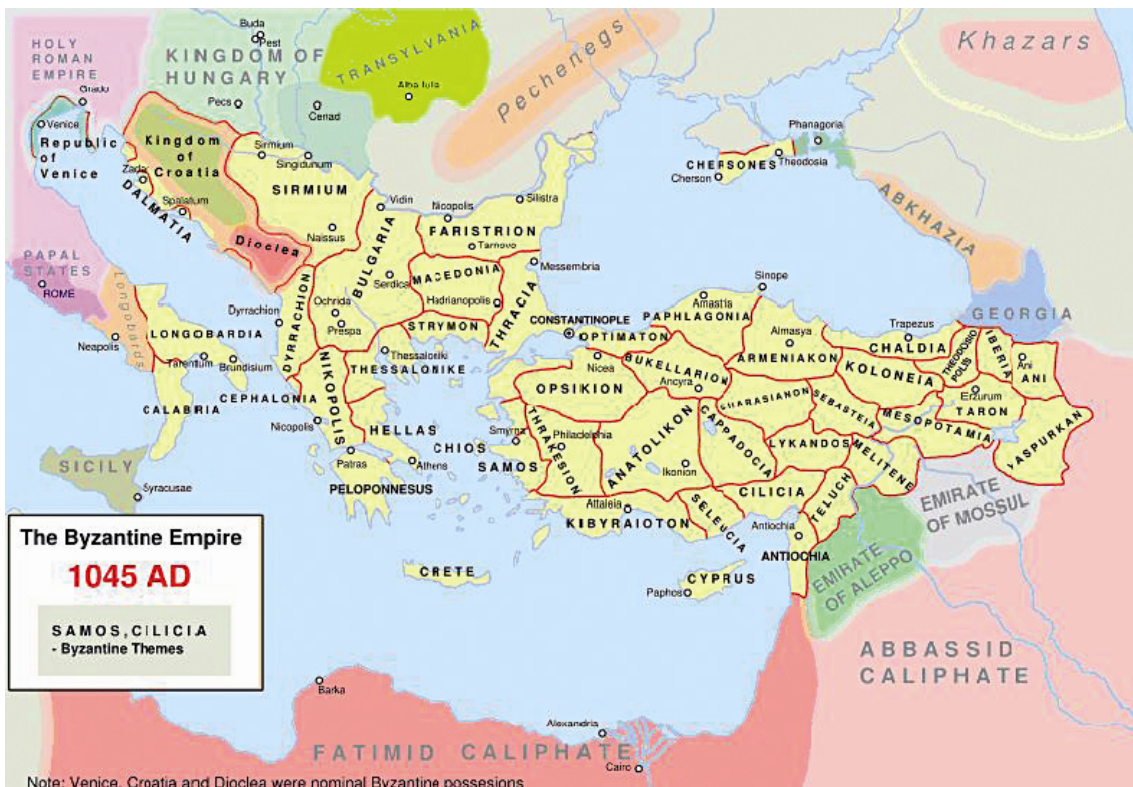 HOLY
ROMAN
EMPIRE
Grado
Venice
Republic
of
Venice
Buda
Pest
KINGDOM OF
HUNGARY
Pecs
Cenad
TRANSYLVANIA
Alba Iulia
Pechenegs
Khazars
Kingdom
of
Croatia
Zadar
DALMATIA
Spalatum
Dioclea
Sirmium
Singidunum
SIRMIUM
Naissus
Vidin
Nicopolis
Silistra
FARISTRION
Tarnovo
BULGARIA
Serdica
MACEDONIA
Hadrianopolis
Messembria
THRACIA
CHERSONES
Cherson
Theodosia
Phanagoria
ABKHAZIA
GEORGIA
PAPAL
STATES
ROME
Longobards
Neapolis
LONGOBARDIA
Tarentum
Brundisium
CALABRIA
SICILY
Syracusae
Dyrrachion
DYRRACHION
Ochrida
Prespa
STRYMON
Thessaloniki
THESSALONIKE
CEPHALONIA
Nicopolis
NIKOPOLIS
HELLAS
Patras
Athens
PELOPONNESUS
CHIOS
SAMOS
Smyrna
CRETE
CONSTANTINOPLE
OPTIMATON
Nicea
OPSIKION
BUKELLARION
Ancyra
PAPHLAGONIA
Amastia
Sinope
Almasya
ARMENIAKON
Trapezus
CHALDIA
KOLONEIA
THEODOSIO
POLIS
IBERIA
Ani
ANI
Erzurum
TARON
MESOPOTAMIA
VASPURKAN
THRAKESION
Philadelphia
ANATOLIKON
Ikonion
CAPPADOCIA
CHARSIANON
SEBASTEIA
LYKANDOS
MELITENE
Attaleia
KIBYRAIOTON
SELEUCIA
CILICIA
TELUCH
Antiochia
ANTIOCHIA
CYPRUS
Paphos
EMIRATE
OF MOSSUL
EMIRATE
OF ALEPPO
ABBASSID
CALIPHATE
The Byzantine Empire
1045 AD
SAMOS, CILICIA
- Byzantine Themes
Barka
Alexandria
FATIMID CALIPHATE
Cairo
Note: Venice, Croatia and Dioclea were nominal Byzantine possesions